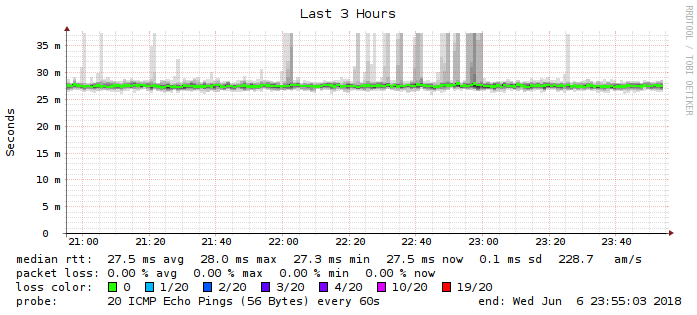 Last 3 Hours
RRDTOOL / TOBI OETIKER
Seconds
35 m
30 m
25 m
20 m
15 m
10 m
5 m
0
21:00 21:20 21:40 22:00 22:20 22:40 23:00 23:20 23:40
median rtt: 27.5 ms avg 28.0 ms max 27.3 ms min 27.5 ms now 0.1 ms sd 228.7 am/s
packet loss: 0.00 % avg 0.00 % max 0.00 % min 0.00 % now
loss color: 0 1/20 2/20 3/20 4/20 10/20 19/20
probe: 20 ICMP Echo Pings (56 Bytes) every 60s end: Wed Jun 6 23:55:03 2018